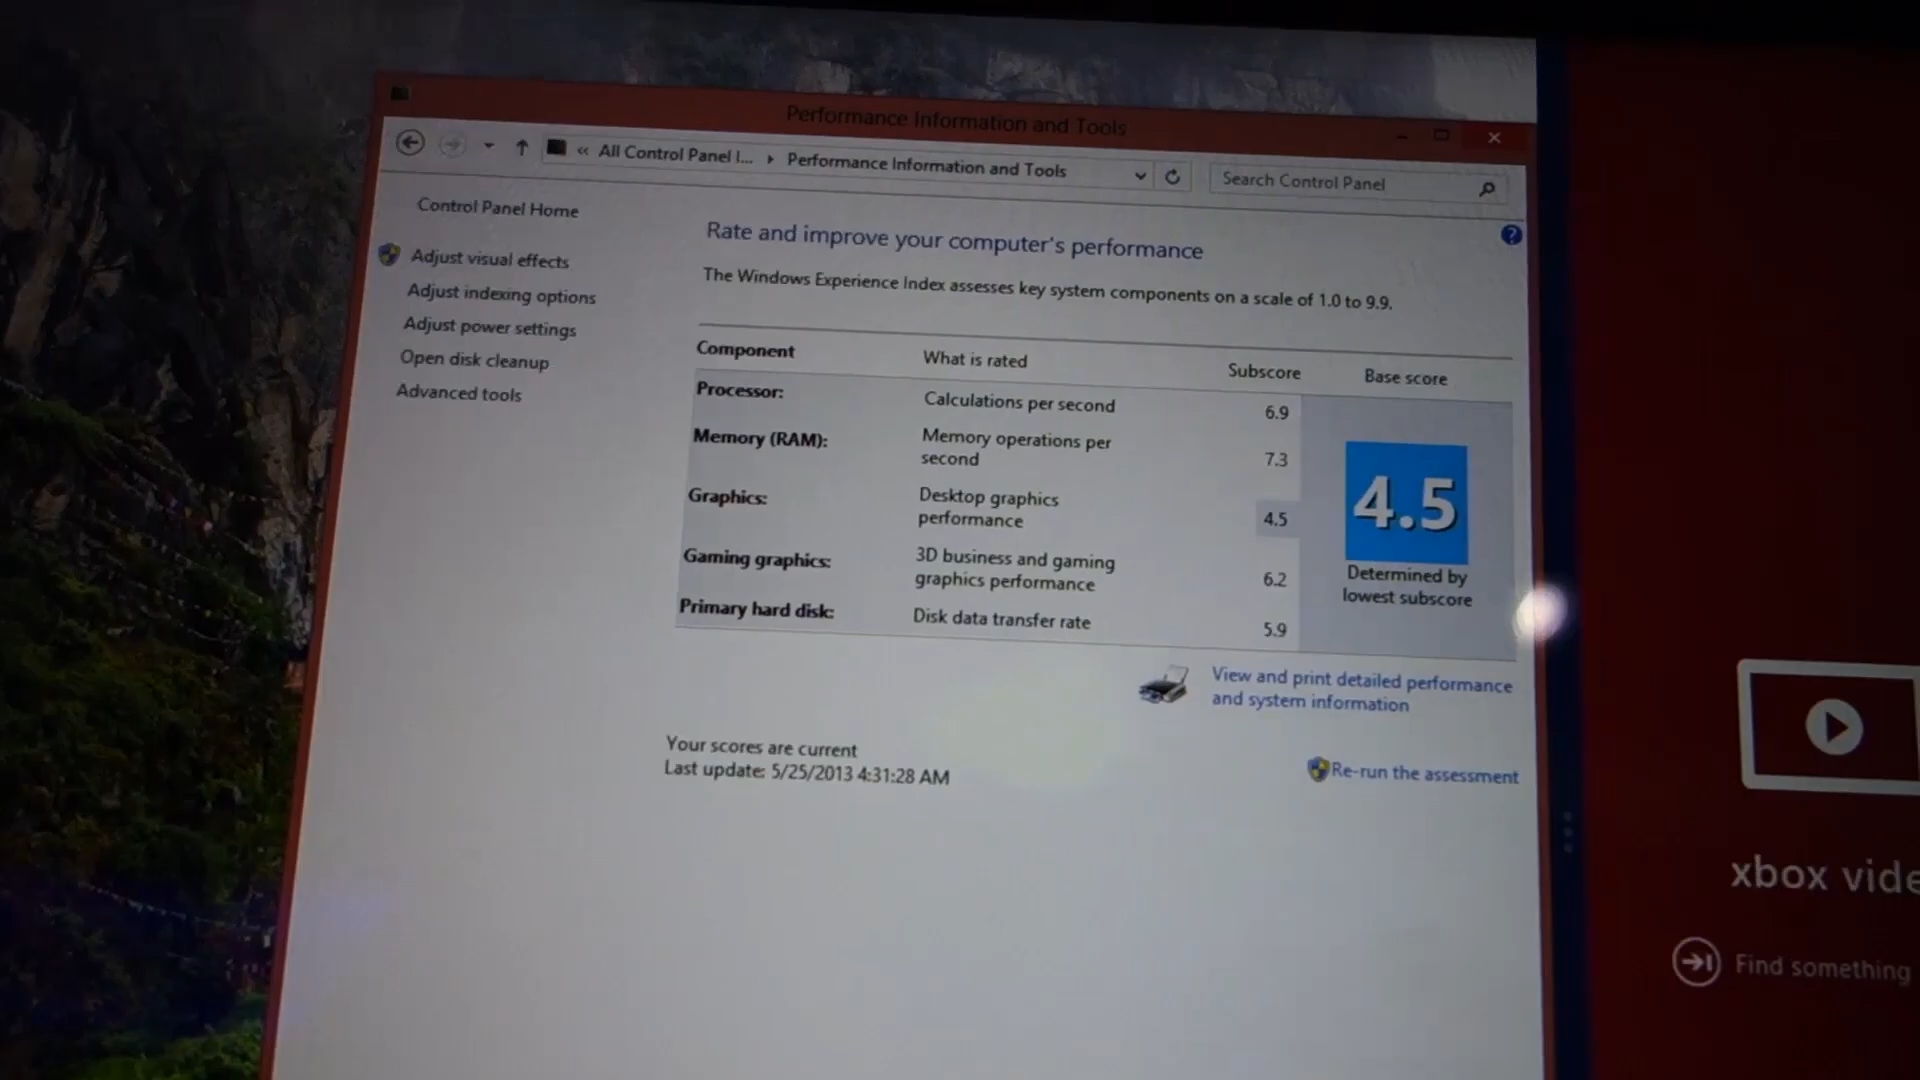 Performance Information and Tools
« All Control Panel I... ▸ Performance Information and Tools
Search Control Panel
Control Panel Home
Adjust visual effects
Adjust indexing options
Adjust power settings
Open disk cleanup
Advanced tools
Rate and improve your computer's performance
The Windows Experience Index assesses key system components on a scale of 1.0 to 9.9.
Component What is rated Subscore Base score
Processor: Calculations per second 6.9
Memory (RAM): Memory operations per
second 7.3
Graphics: Desktop graphics
performance 4.5
Gaming graphics: 3D business and gaming
graphics performance 6.2
Primary hard disk: Disk data transfer rate 5.9
4.5
Determined by
lowest subscore
View and print detailed performance
and system information
Your scores are current
Last update: 5/25/2013 4:31:28 AM
Re-run the assessment
xbox vide
Find something